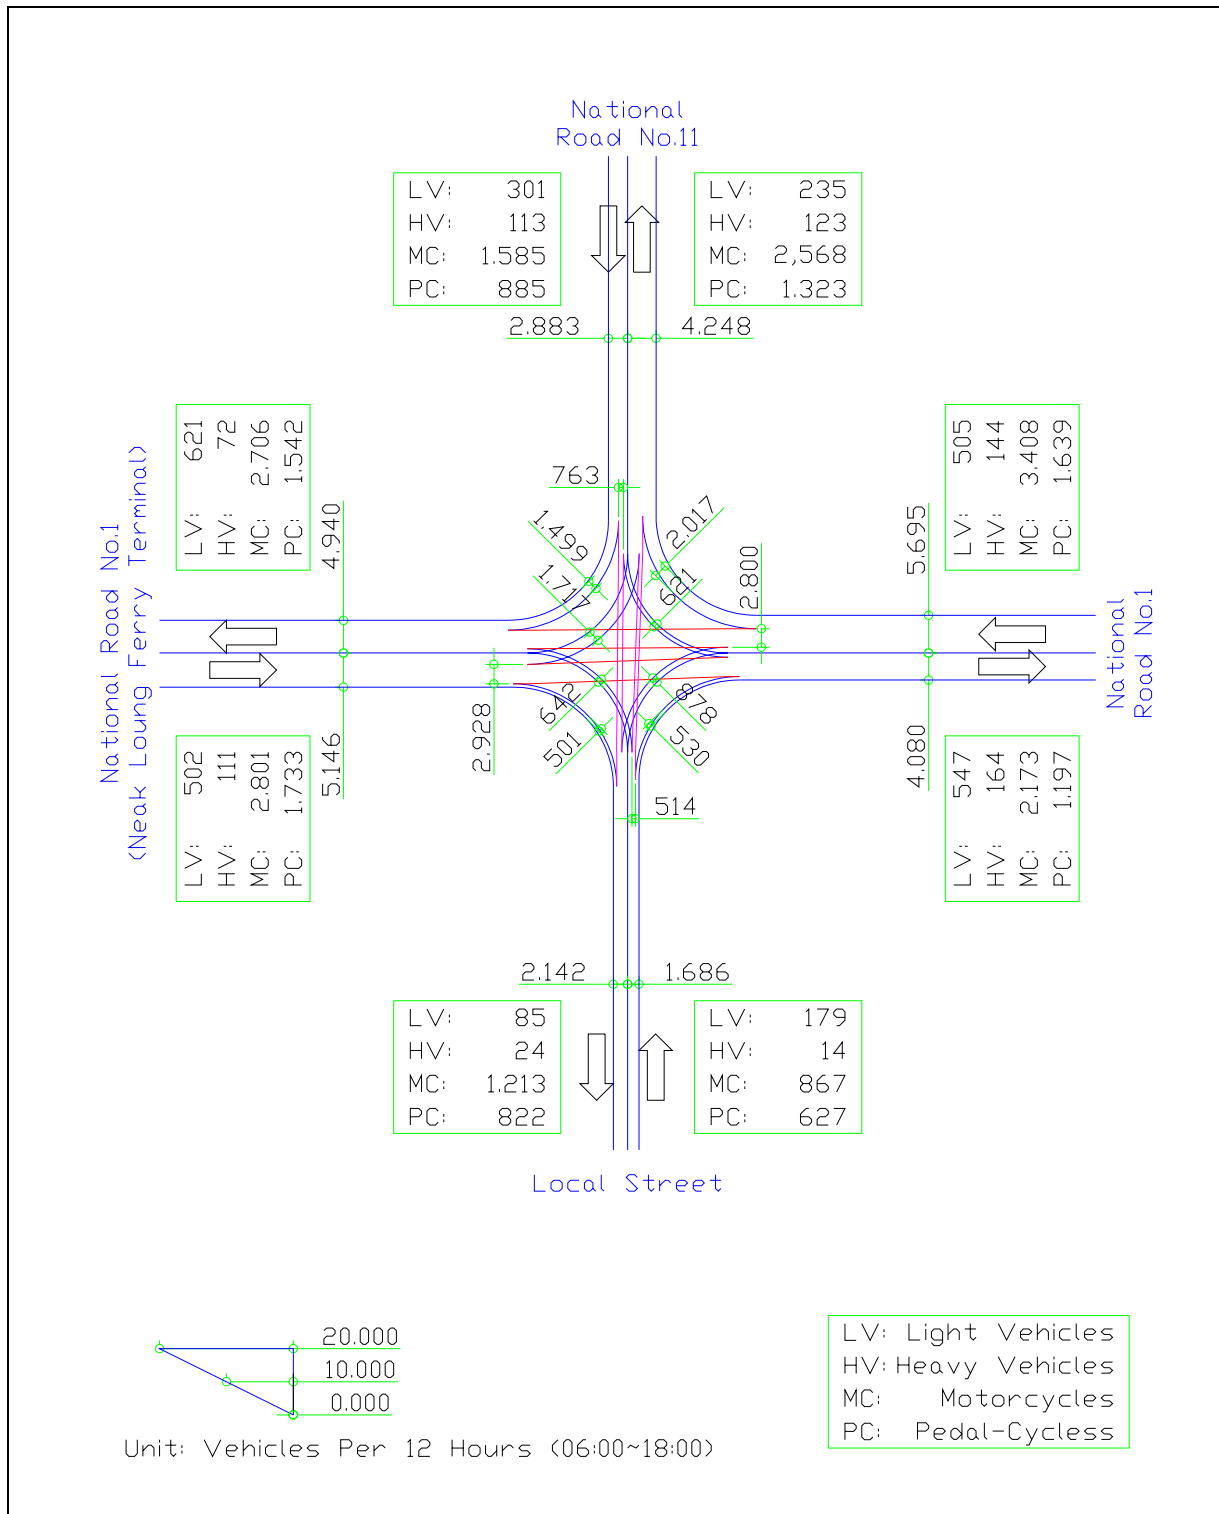 National
Road No.11
LV: 301
HV: 113
MC: 1.585
PC: 885
LV: 235
HV: 123
MC: 2,568
PC: 1.323
2.883
4.248
National Road No.1
(Neak Loung Ferry Terminal)
LV: 621
HV: 72
MC: 2.706
PC: 1.542
4.940
LV: 502
HV: 111
MC: 2.801
PC: 1.733
5.146
763
1.499
1.717
2.017
621
2.800
2.928
642
501
878
530
514
LV: 505
HV: 144
MC: 3.408
PC: 1.639
5.695
LV: 547
HV: 164
MC: 2.173
PC: 1.197
4.080
National
Road No.1
2.142
1.686
LV: 85
HV: 24
MC: 1.213
PC: 822
LV: 179
HV: 14
MC: 867
PC: 627
Local Street
20.000
10.000
0.000
Unit: Vehicles Per 12 Hours (06:00~18:00)
LV: Light Vehicles
HV: Heavy Vehicles
MC: Motorcycles
PC: Pedal-Cycless